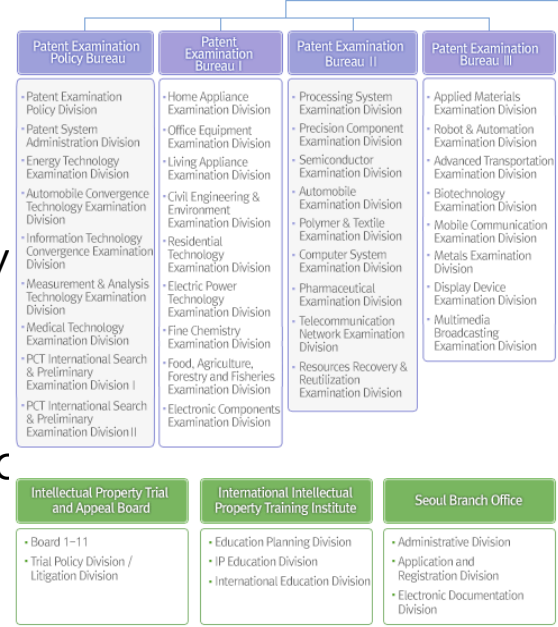 Patent Examination
Policy Bureau
• Patent Examination
Policy Division
• Patent System
Administration Division
• Energy Technology
Examination Division
• Automobile Convergence
Technology Examination
Division
• Information Technology
Convergence Examination
Division
• Measurement & Analysis
Technology Examination
Division
• Medical Technology
Examination Division
• PCT International Search
& Preliminary
Examination Division I
• PCT International Search
& Preliminary
Examination Division II
Patent
Examination
Bureau I
• Home Appliance
Examination Division
• Office Equipment
Examination Division
• Living Appliance
Examination Division
• Civil Engineering &
Environment
Examination Division
• Residential
Technology
Examination Division
• Electric Power
Technology
Examination Division
• Fine Chemistry
Examination Division
• Food, Agriculture,
Forestry and Fisheries
Examination Division
• Electronic Components
Examination Division
Patent Examination
Bureau II
• Processing System
Examination Division
• Precision Component
Examination Division
• Semiconductor
Examination Division
• Automobile
Examination Division
• Polymer & Textile
Examination Division
• Computer System
Examination Division
• Pharmaceutical
Examination Division
• Telecommunication
Network Examination
Division
• Resources Recovery &
Reutilization
Examination Division
Patent Examination
Bureau III
• Applied Materials
Examination Division
• Robot & Automation
Examination Division
• Advanced Transportation
Examination Division
• Biotechnology
Examination Division
• Mobile Communication
Examination Division
• Metals Examination
Division
• Display Device
Examination Division
• Multimedia
Broadcasting
Examination Division
Intellectual Property Trial
and Appeal Board
• Board 1-11
• Trial Policy Division /
Litigation Division
International Intellectual
Property Training Institute
• Education Planning Division
• IP Education Division
• International Education Division
Seoul Branch Office
• Administrative Division
• Application and
Registration Division
• Electronic Documentation
Division